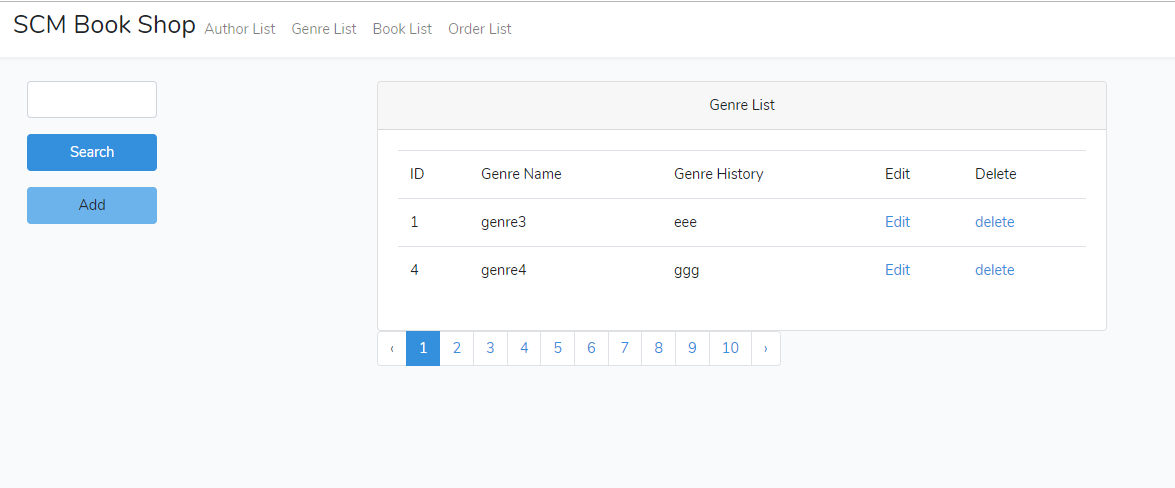 SCM Book Shop Author List Genre List Book List Order List
Search
Add
Genre List
ID Genre Name Genre History Edit Delete
1 genre3 eee Edit delete
4 genre4 ggg Edit delete
‹ 1 2 3 4 5 6 7 8 9 10 ›